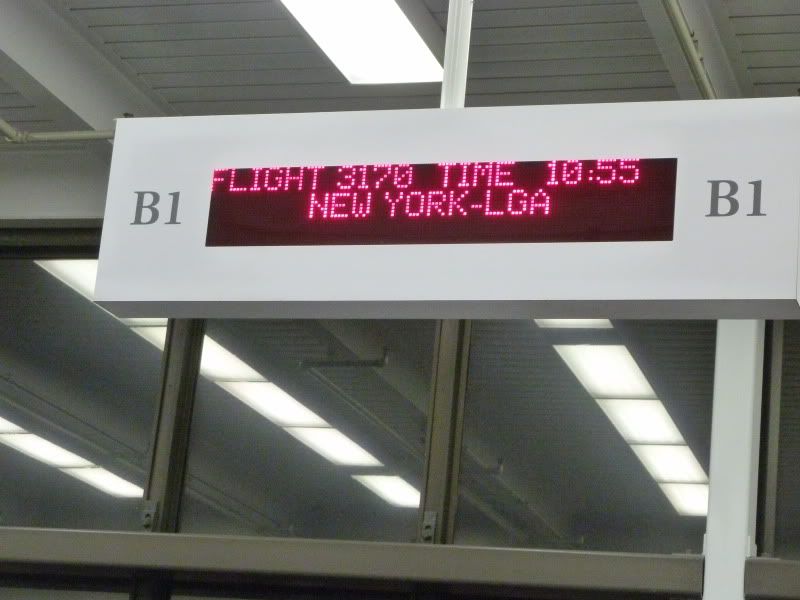 B1
FLIGHT 3170 TIME 10:55
NEW YORK-LGA
B1